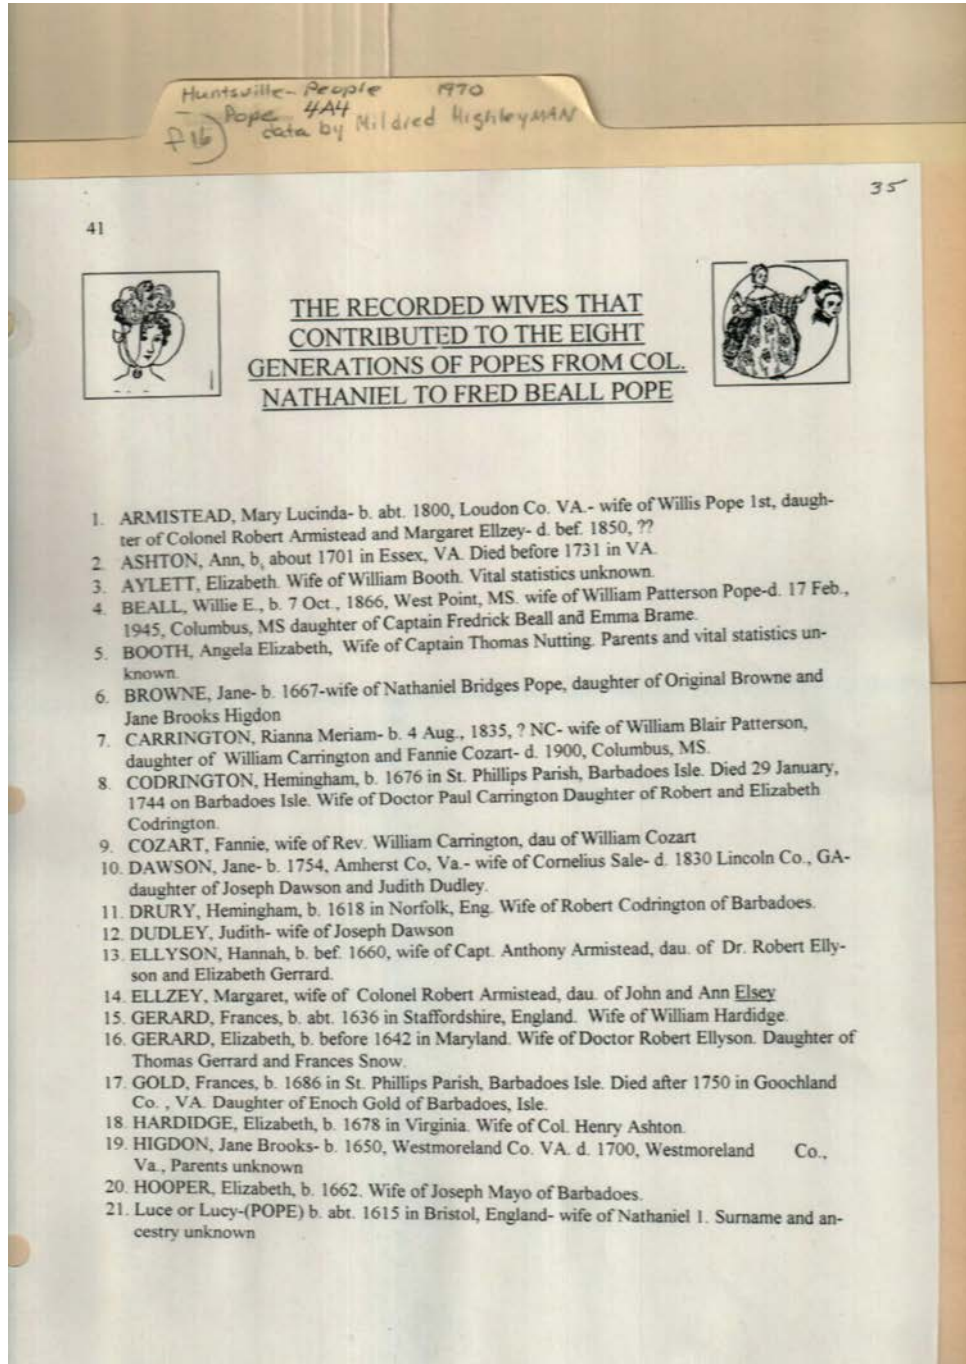 Huntsville - People 1970
Pope 4A4
f 16 data by Mildred Highleyman
35
41
THE RECORDED WIVES THAT
CONTRIBUTED TO THE EIGHT
GENERATIONS OF POPES FROM COL.
NATHANIEL TO FRED BEALL POPE
1. ARMISTEAD, Mary Lucinda- b. abt. 1800, Loudon Co. VA.- wife of Willis Pope 1st, daugh-
ter of Colonel Robert Armistead and Margaret Ellzey- d. bef. 1850, ??
2. ASHTON, Ann, b, about 1701 in Essex, VA. Died before 1731 in VA.
3. AYLETT, Elizabeth. Wife of William Booth. Vital statistics unknown.
4. BEALL, Willie E., b. 7 Oct., 1866, West Point, MS. wife of William Patterson Pope-d. 17 Feb.,
1945, Columbus, MS daughter of Captain Fredrick Beall and Emma Brame.
5. BOOTH, Angela Elizabeth, Wife of Captain Thomas Nutting. Parents and vital statistics un-
known.
6. BROWNE, Jane- b. 1667-wife of Nathaniel Bridges Pope, daughter of Original Browne and
Jane Brooks Higdon
7. CARRINGTON, Rianna Meriam- b. 4 Aug., 1835, ? NC- wife of William Blair Patterson,
daughter of William Carrington and Fannie Cozart- d. 1900, Columbus, MS.
8. CODRINGTON, Hemingham, b. 1676 in St. Phillips Parish, Barbadoes Isle. Died 29 January,
1744 on Barbadoes Isle. Wife of Doctor Paul Carrington Daughter of Robert and Elizabeth
Codrington.
9. COZART, Fannie, wife of Rev. William Carrington, dau of William Cozart
10. DAWSON, Jane- b. 1754, Amherst Co, Va.- wife of Cornelius Sale- d. 1830 Lincoln Co., GA-
daughter of Joseph Dawson and Judith Dudley.
11. DRURY, Hemingham, b. 1618 in Norfolk, Eng. Wife of Robert Codrington of Barbadoes.
12. DUDLEY, Judith- wife of Joseph Dawson
13. ELLYSON, Hannah, b. bef. 1660, wife of Capt. Anthony Armistead, dau. of Dr. Robert Elly-
son and Elizabeth Gerrard.
14. ELLZEY, Margaret, wife of Colonel Robert Armistead, dau. of John and Ann Elsey
15. GERARD, Frances, b. abt. 1636 in Staffordshire, England. Wife of William Hardidge.
16. GERARD, Elizabeth, b. before 1642 in Maryland. Wife of Doctor Robert Ellyson. Daughter of
Thomas Gerrard and Frances Snow.
17. GOLD, Frances, b. 1686 in St. Phillips Parish, Barbadoes Isle. Died after 1750 in Goochland
Co. , VA. Daughter of Enoch Gold of Barbadoes, Isle.
18. HARDIDGE, Elizabeth, b. 1678 in Virginia. Wife of Col. Henry Ashton.
19. HIGDON, Jane Brooks- b. 1650, Westmoreland Co. VA. d. 1700, Westmoreland Co.,
Va., Parents unknown
20. HOOPER, Elizabeth, b. 1662. Wife of Joseph Mayo of Barbadoes.
21. Luce or Lucy-(POPE) b. abt. 1615 in Bristol, England- wife of Nathaniel 1. Surname and an-
cestry unknown